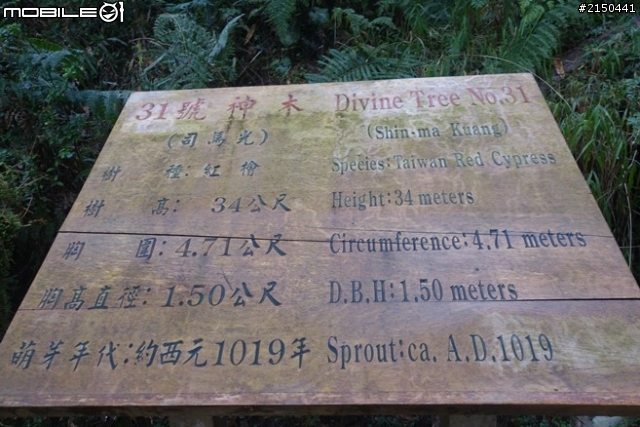 MOBILE01
#2150441
31號神木 Divine Tree No.31
(司馬光) (Shin-ma Kuang)
樹種:紅檜 Species:Taiwan Red Cypress
樹高: 34公尺 Height:34 meters
胸圍:4.71公尺 Circumference:4.71 meters
胸高直徑:1.50公尺 D.B.H:1.50 meters
萌芽年代:約西元1019年 Sprout:ca. A.D.1019